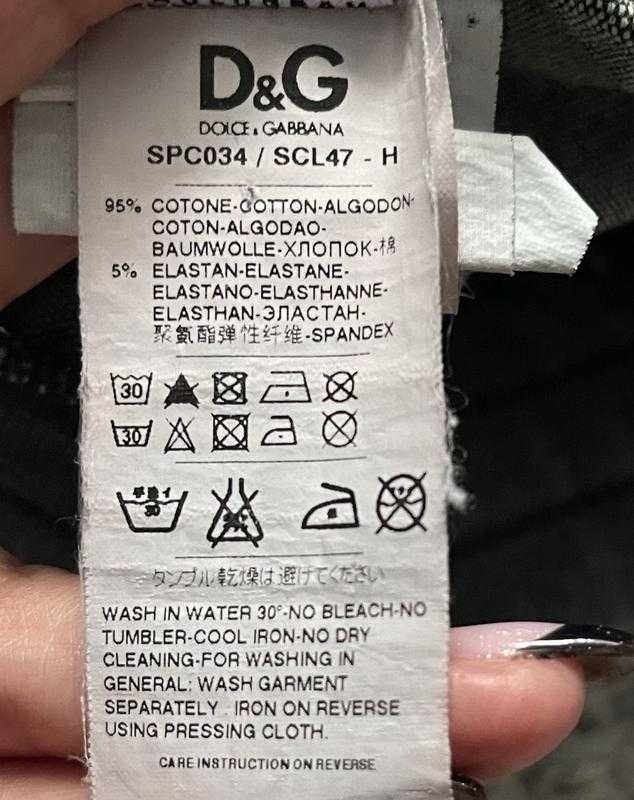 D&G
DOLCE & GABBANA
SPC034 / SCL47 - H
95% COTONE-COTTON-ALGODON-
COTON-ALGODAO-
BAUMWOLLE-ХЛОПОК-棉
5% ELASTAN-ELASTANE-
ELASTANO-ELASTHANNE-
ELASTHAN-ЭЛАСТАН-
聚氨酯弹性纤维-SPANDEX
30
30
30
タンブル乾燥は避けてください
WASH IN WATER 30°-NO BLEACH-NO
TUMBLER-COOL IRON-NO DRY
CLEANING-FOR WASHING IN
GENERAL: WASH GARMENT
SEPARATELY . IRON ON REVERSE
USING PRESSING CLOTH.
CARE INSTRUCTION ON REVERSE